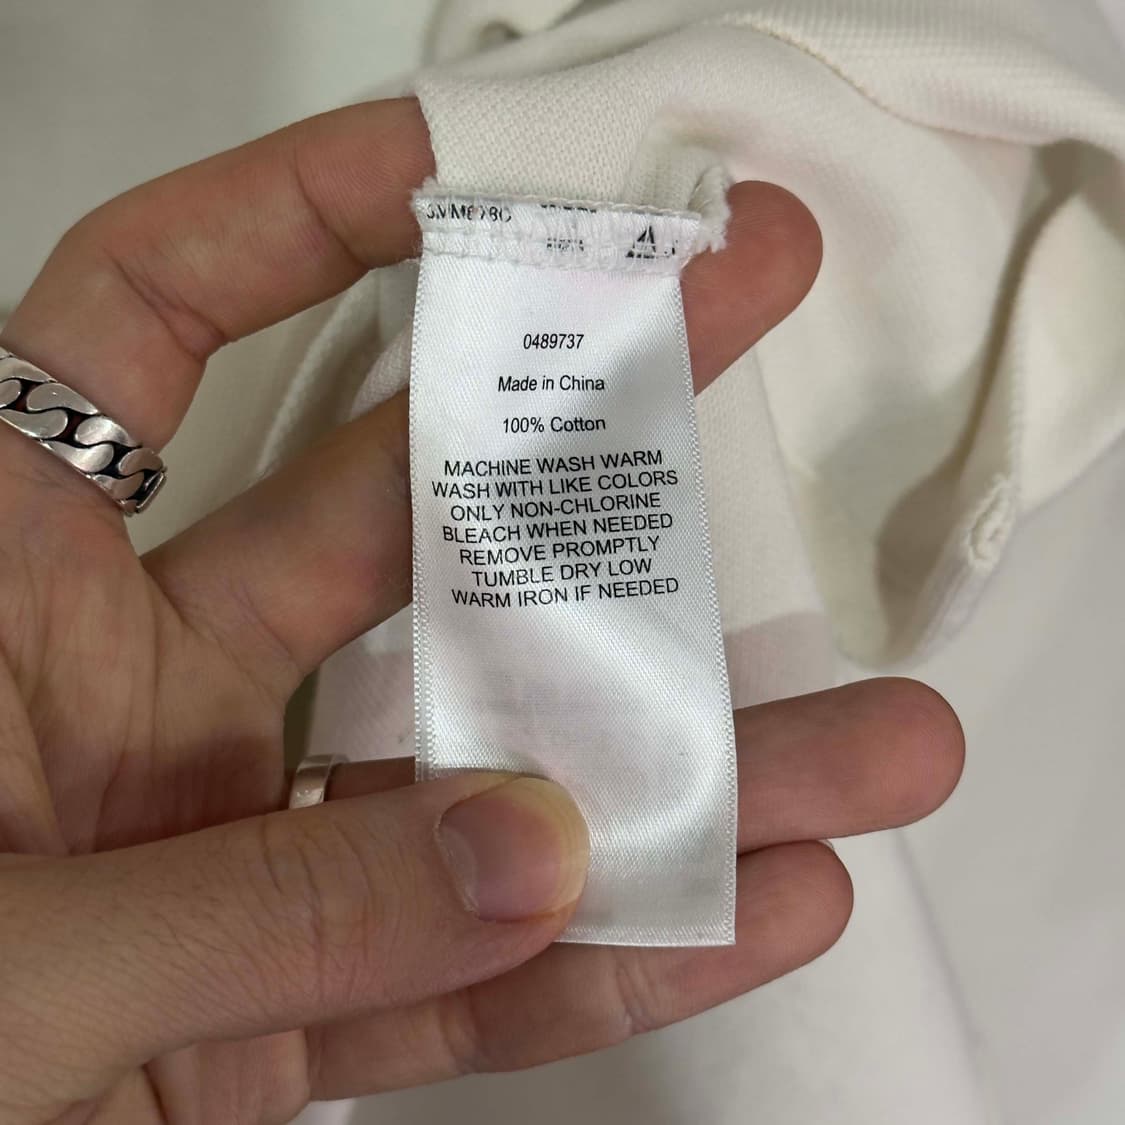 0489737
Made in China
100% Cotton
MACHINE WASH WARM
WASH WITH LIKE COLORS
ONLY NON-CHLORINE
BLEACH WHEN NEEDED
REMOVE PROMPTLY
TUMBLE DRY LOW
WARM IRON IF NEEDED